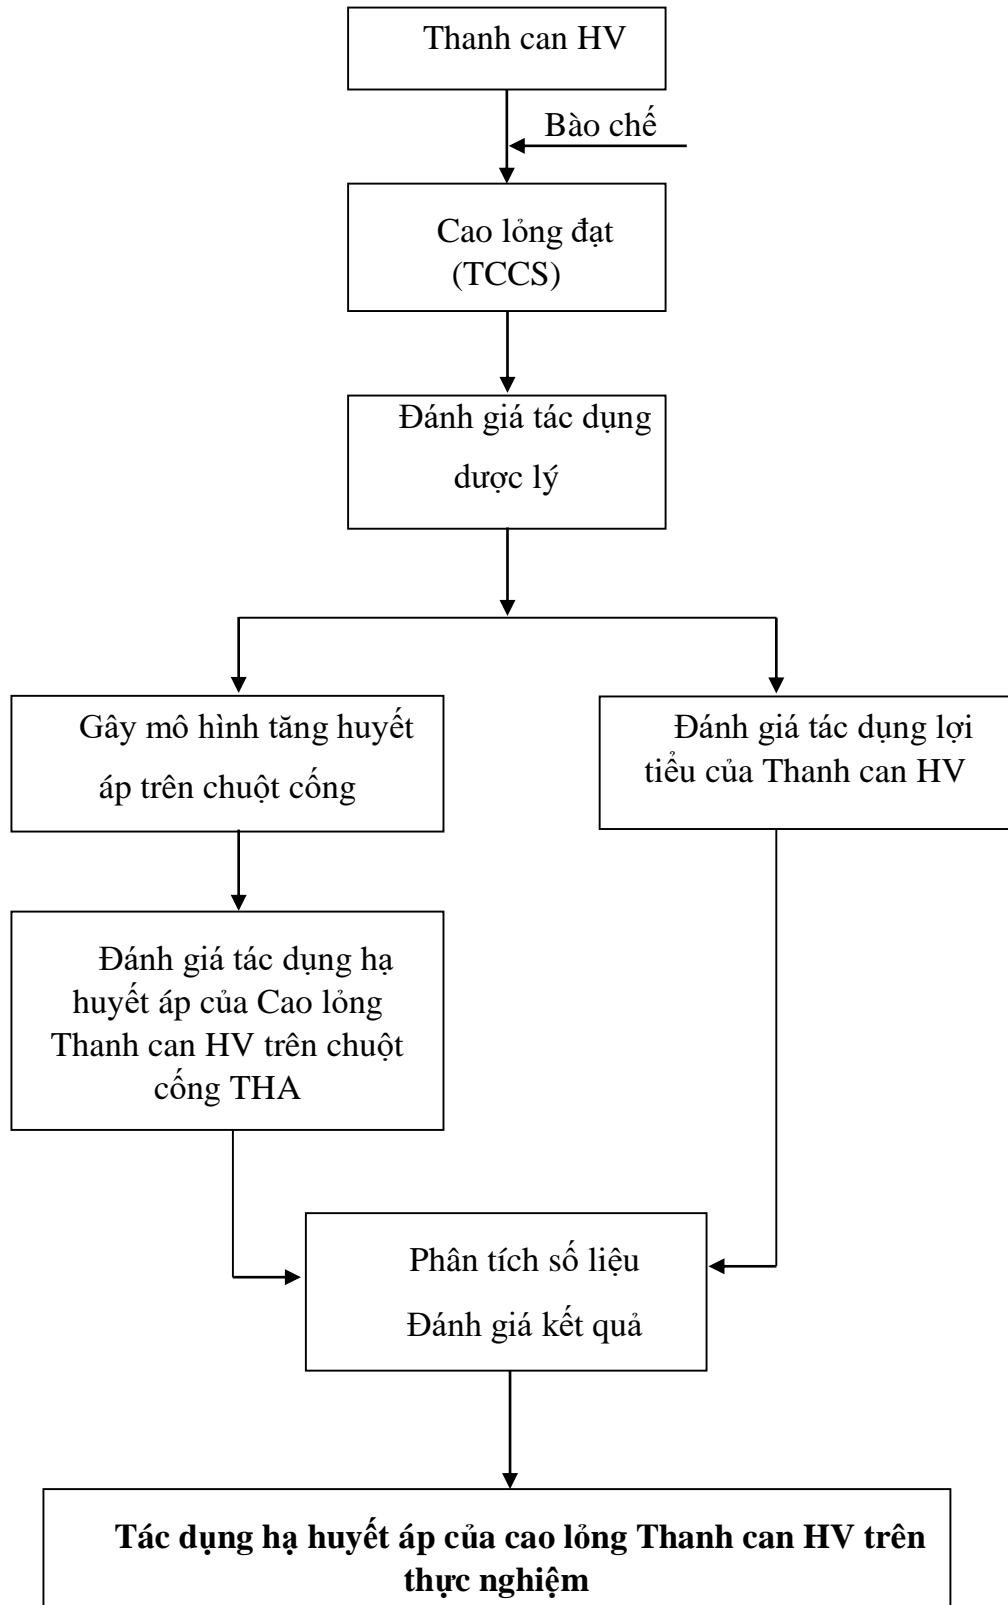 Thanh can HV
Bào chế
Cao lỏng đạt
(TCCS)
Đánh giá tác dụng
dược lý
Gây mô hình tăng huyết
áp trên chuột cống
Đánh giá tác dụng lợi
tiểu của Thanh can HV
Đánh giá tác dụng hạ
huyết áp của Cao lỏng
Thanh can HV trên chuột
cống THA
Phân tích số liệu
Đánh giá kết quả
Tác dụng hạ huyết áp của cao lỏng Thanh can HV trên
thực nghiệm